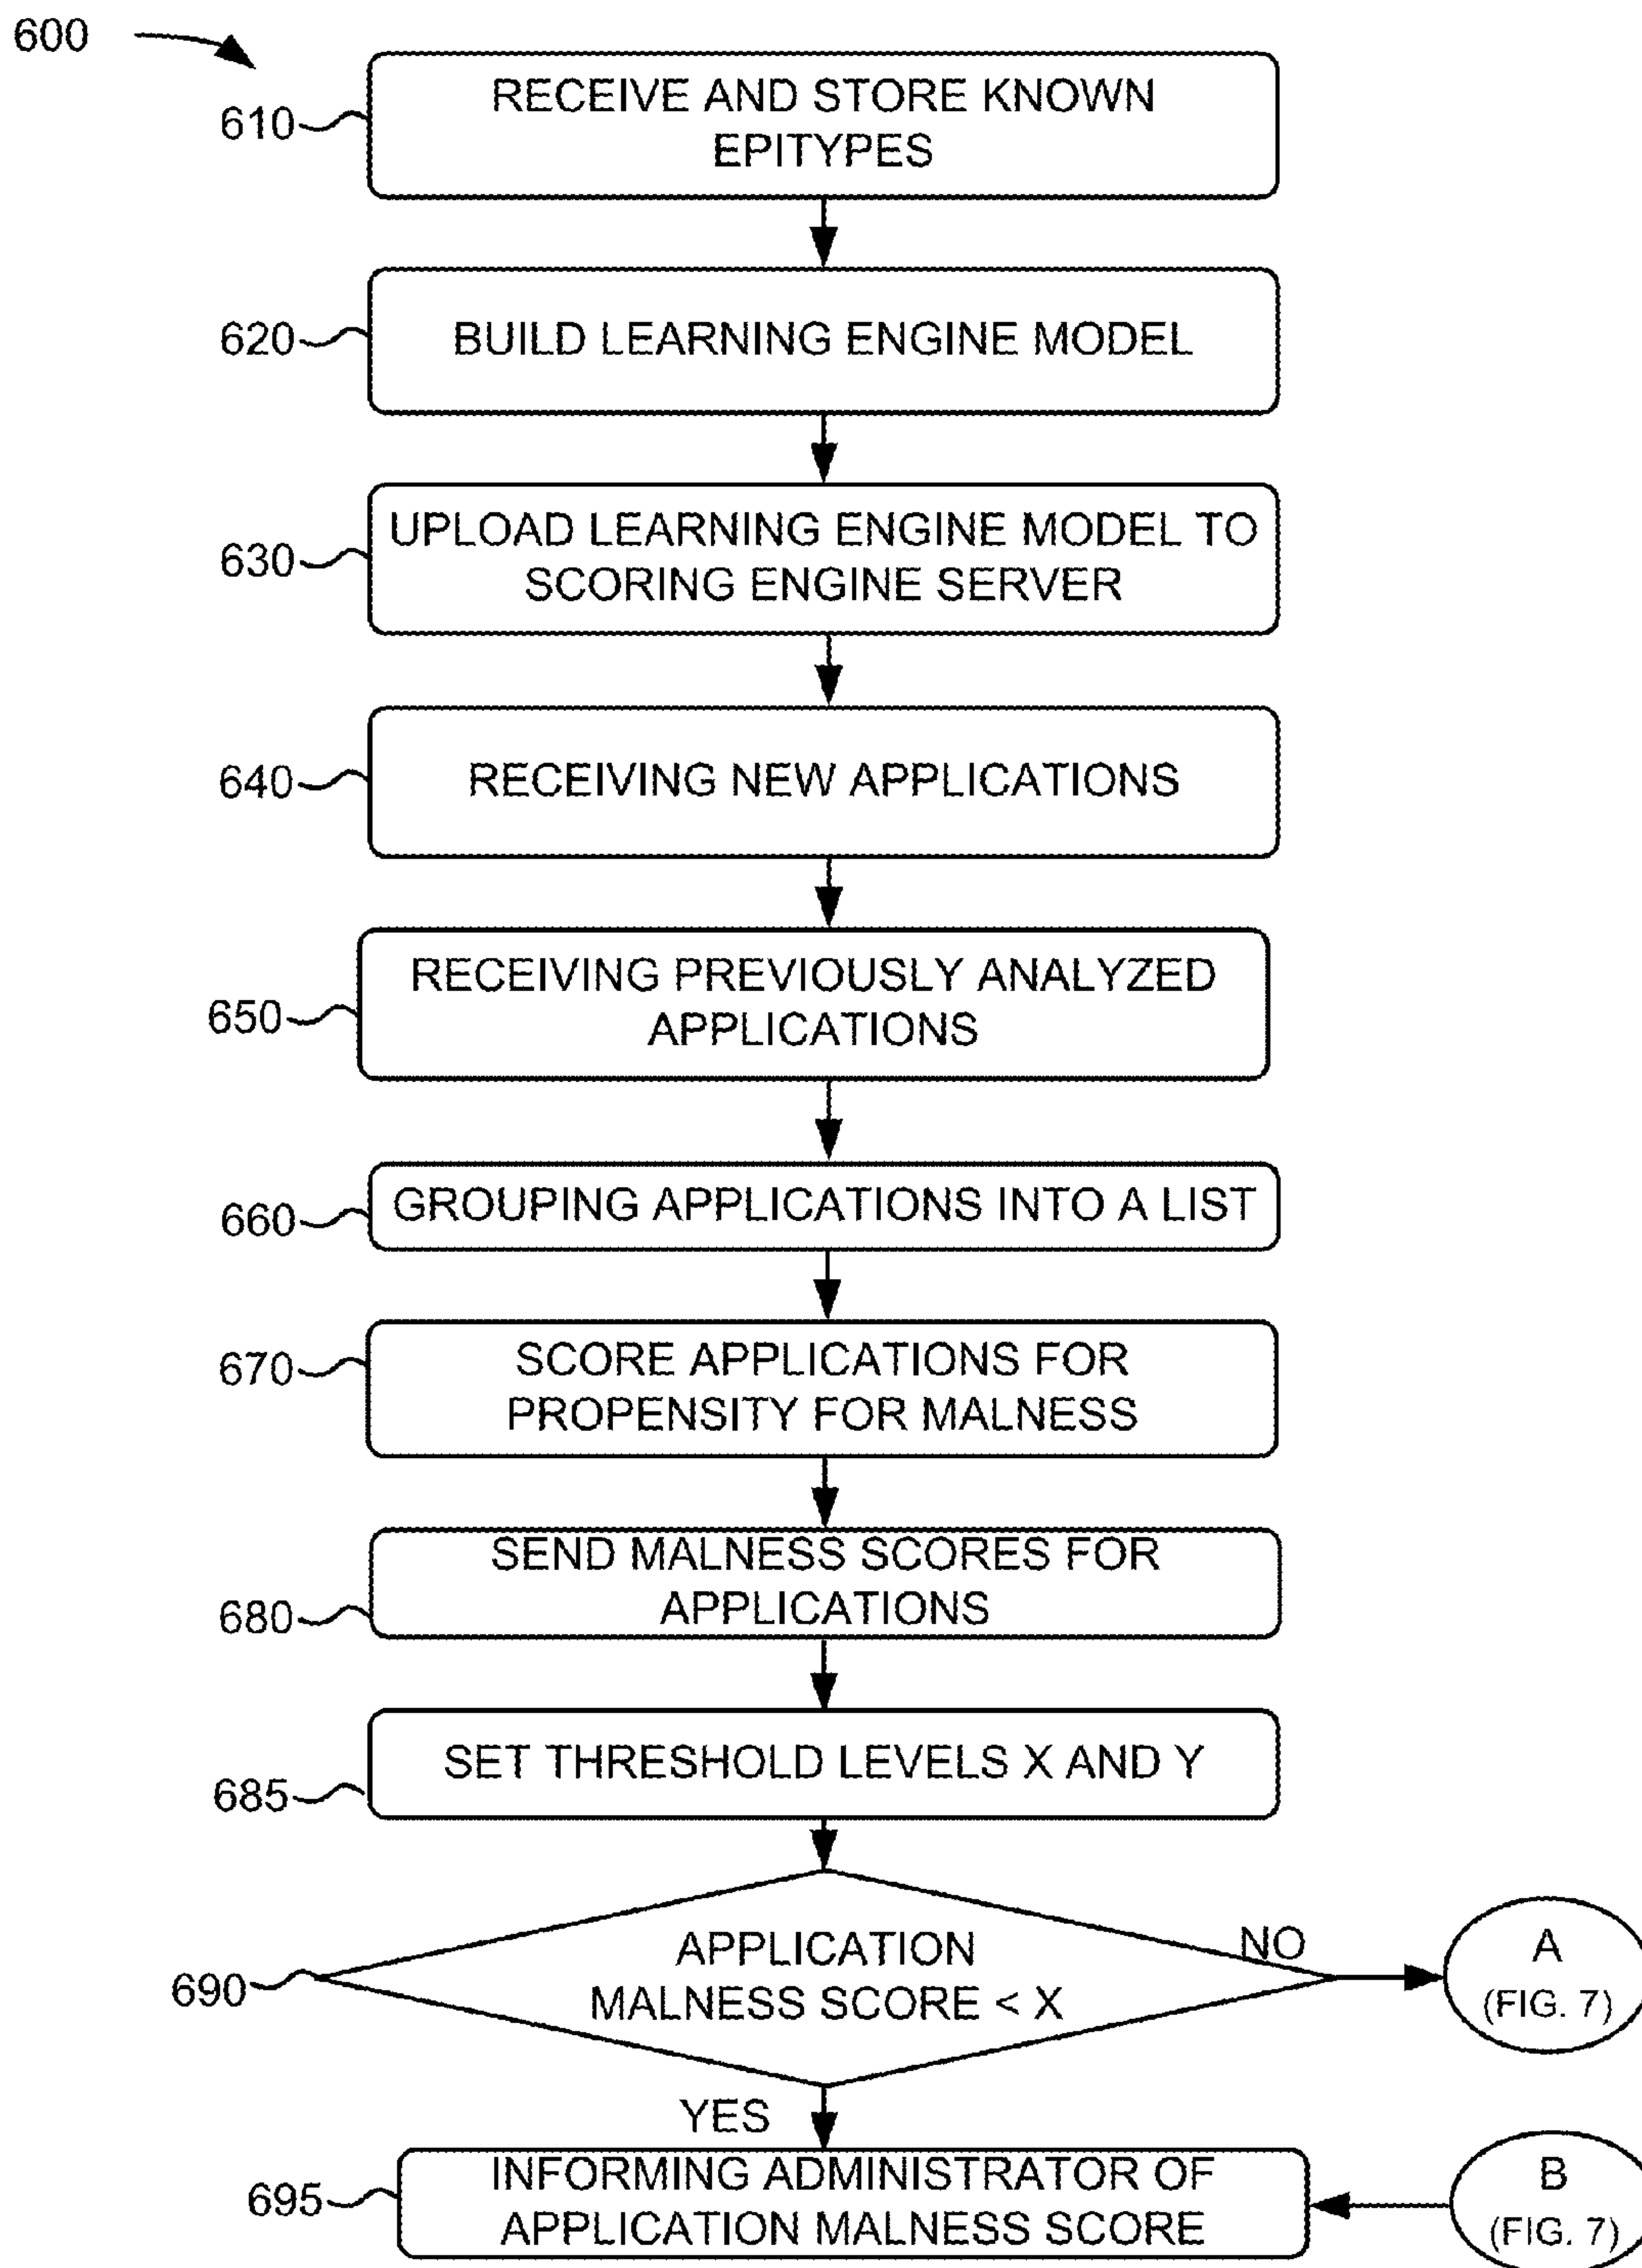 600
610
RECEIVE AND STORE KNOWN
EPITYPES
620
BUILD LEARNING ENGINE MODEL
630
UPLOAD LEARNING ENGINE MODEL TO
SCORING ENGINE SERVER
640
RECEIVING NEW APPLICATIONS
650
RECEIVING PREVIOUSLY ANALYZED
APPLICATIONS
660
GROUPING APPLICATIONS INTO A LIST
670
SCORE APPLICATIONS FOR
PROPENSITY FOR MALNESS
680
SEND MALNESS SCORES FOR
APPLICATIONS
685
SET THRESHOLD LEVELS X AND Y
690
APPLICATION
MALNESS SCORE < X
NO
A
(FIG. 7)
YES
695
INFORMING ADMINISTRATOR OF
APPLICATION MALNESS SCORE
B
(FIG. 7)